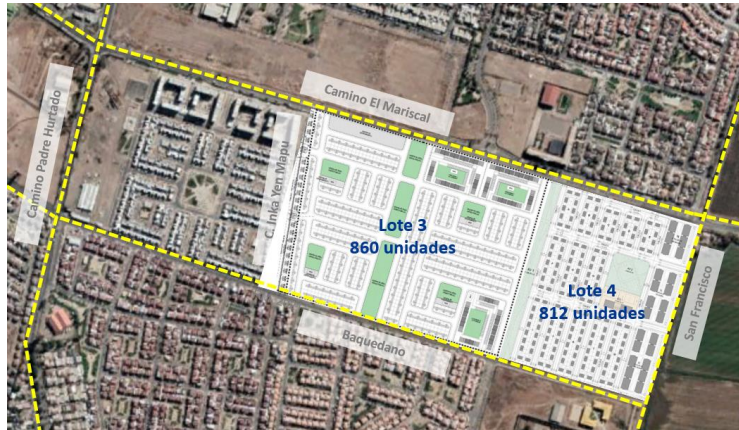 Camino El Mariscal
Camino Padre Hurtado
C. Inka Yen Mapu
Lote 3
860 unidades
Lote 4
812 unidades
San Francisco
Baquedano